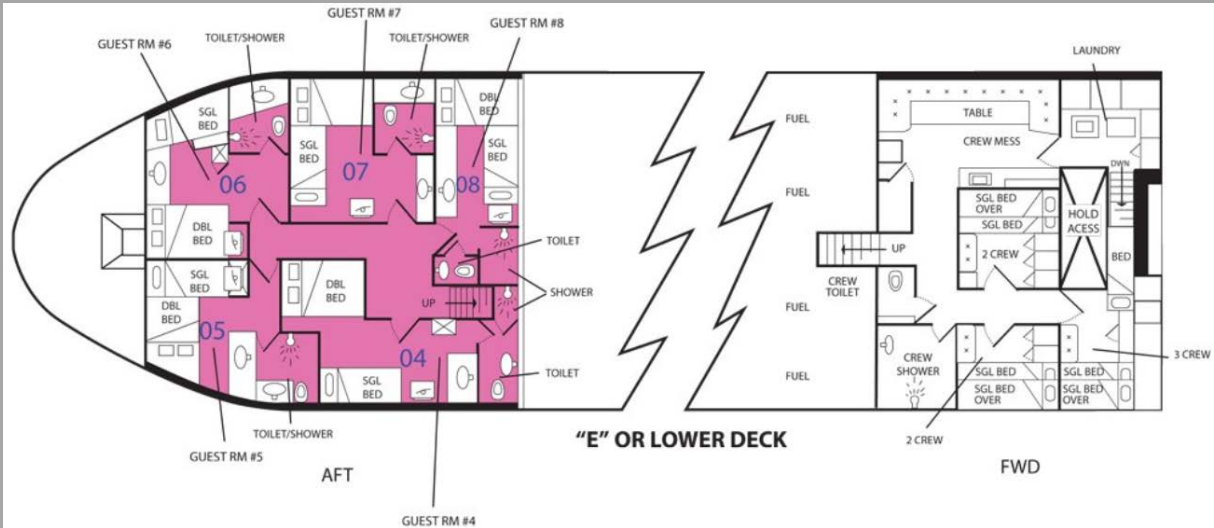 GUEST RM #7
GUEST RM #6
TOILET/SHOWER
TOILET/SHOWER
GUEST RM #8
LAUNDRY
SGL
BED
DBL
BED
SGL
BED
SGL
BED
06
07
08
DBL
BED
SGL BED
DBL
BED
DBL
BED
05
04
SGL
BED
UP
TOILET
SHOWER
TOILET
TOILET/SHOWER
GUEST RM #5
GUEST RM #4
AFT
FUEL
FUEL
FUEL
FUEL
TABLE
CREW MESS
DWN
SGL BED
OVER
SGL BED
2 CREW
HOLD
ACESS
BED
UP
CREW
TOILET
CREW
SHOWER
SGL BED
SGL BED
OVER
SGL BED
SGL BED
OVER
3 CREW
2 CREW
"E" OR LOWER DECK
FWD